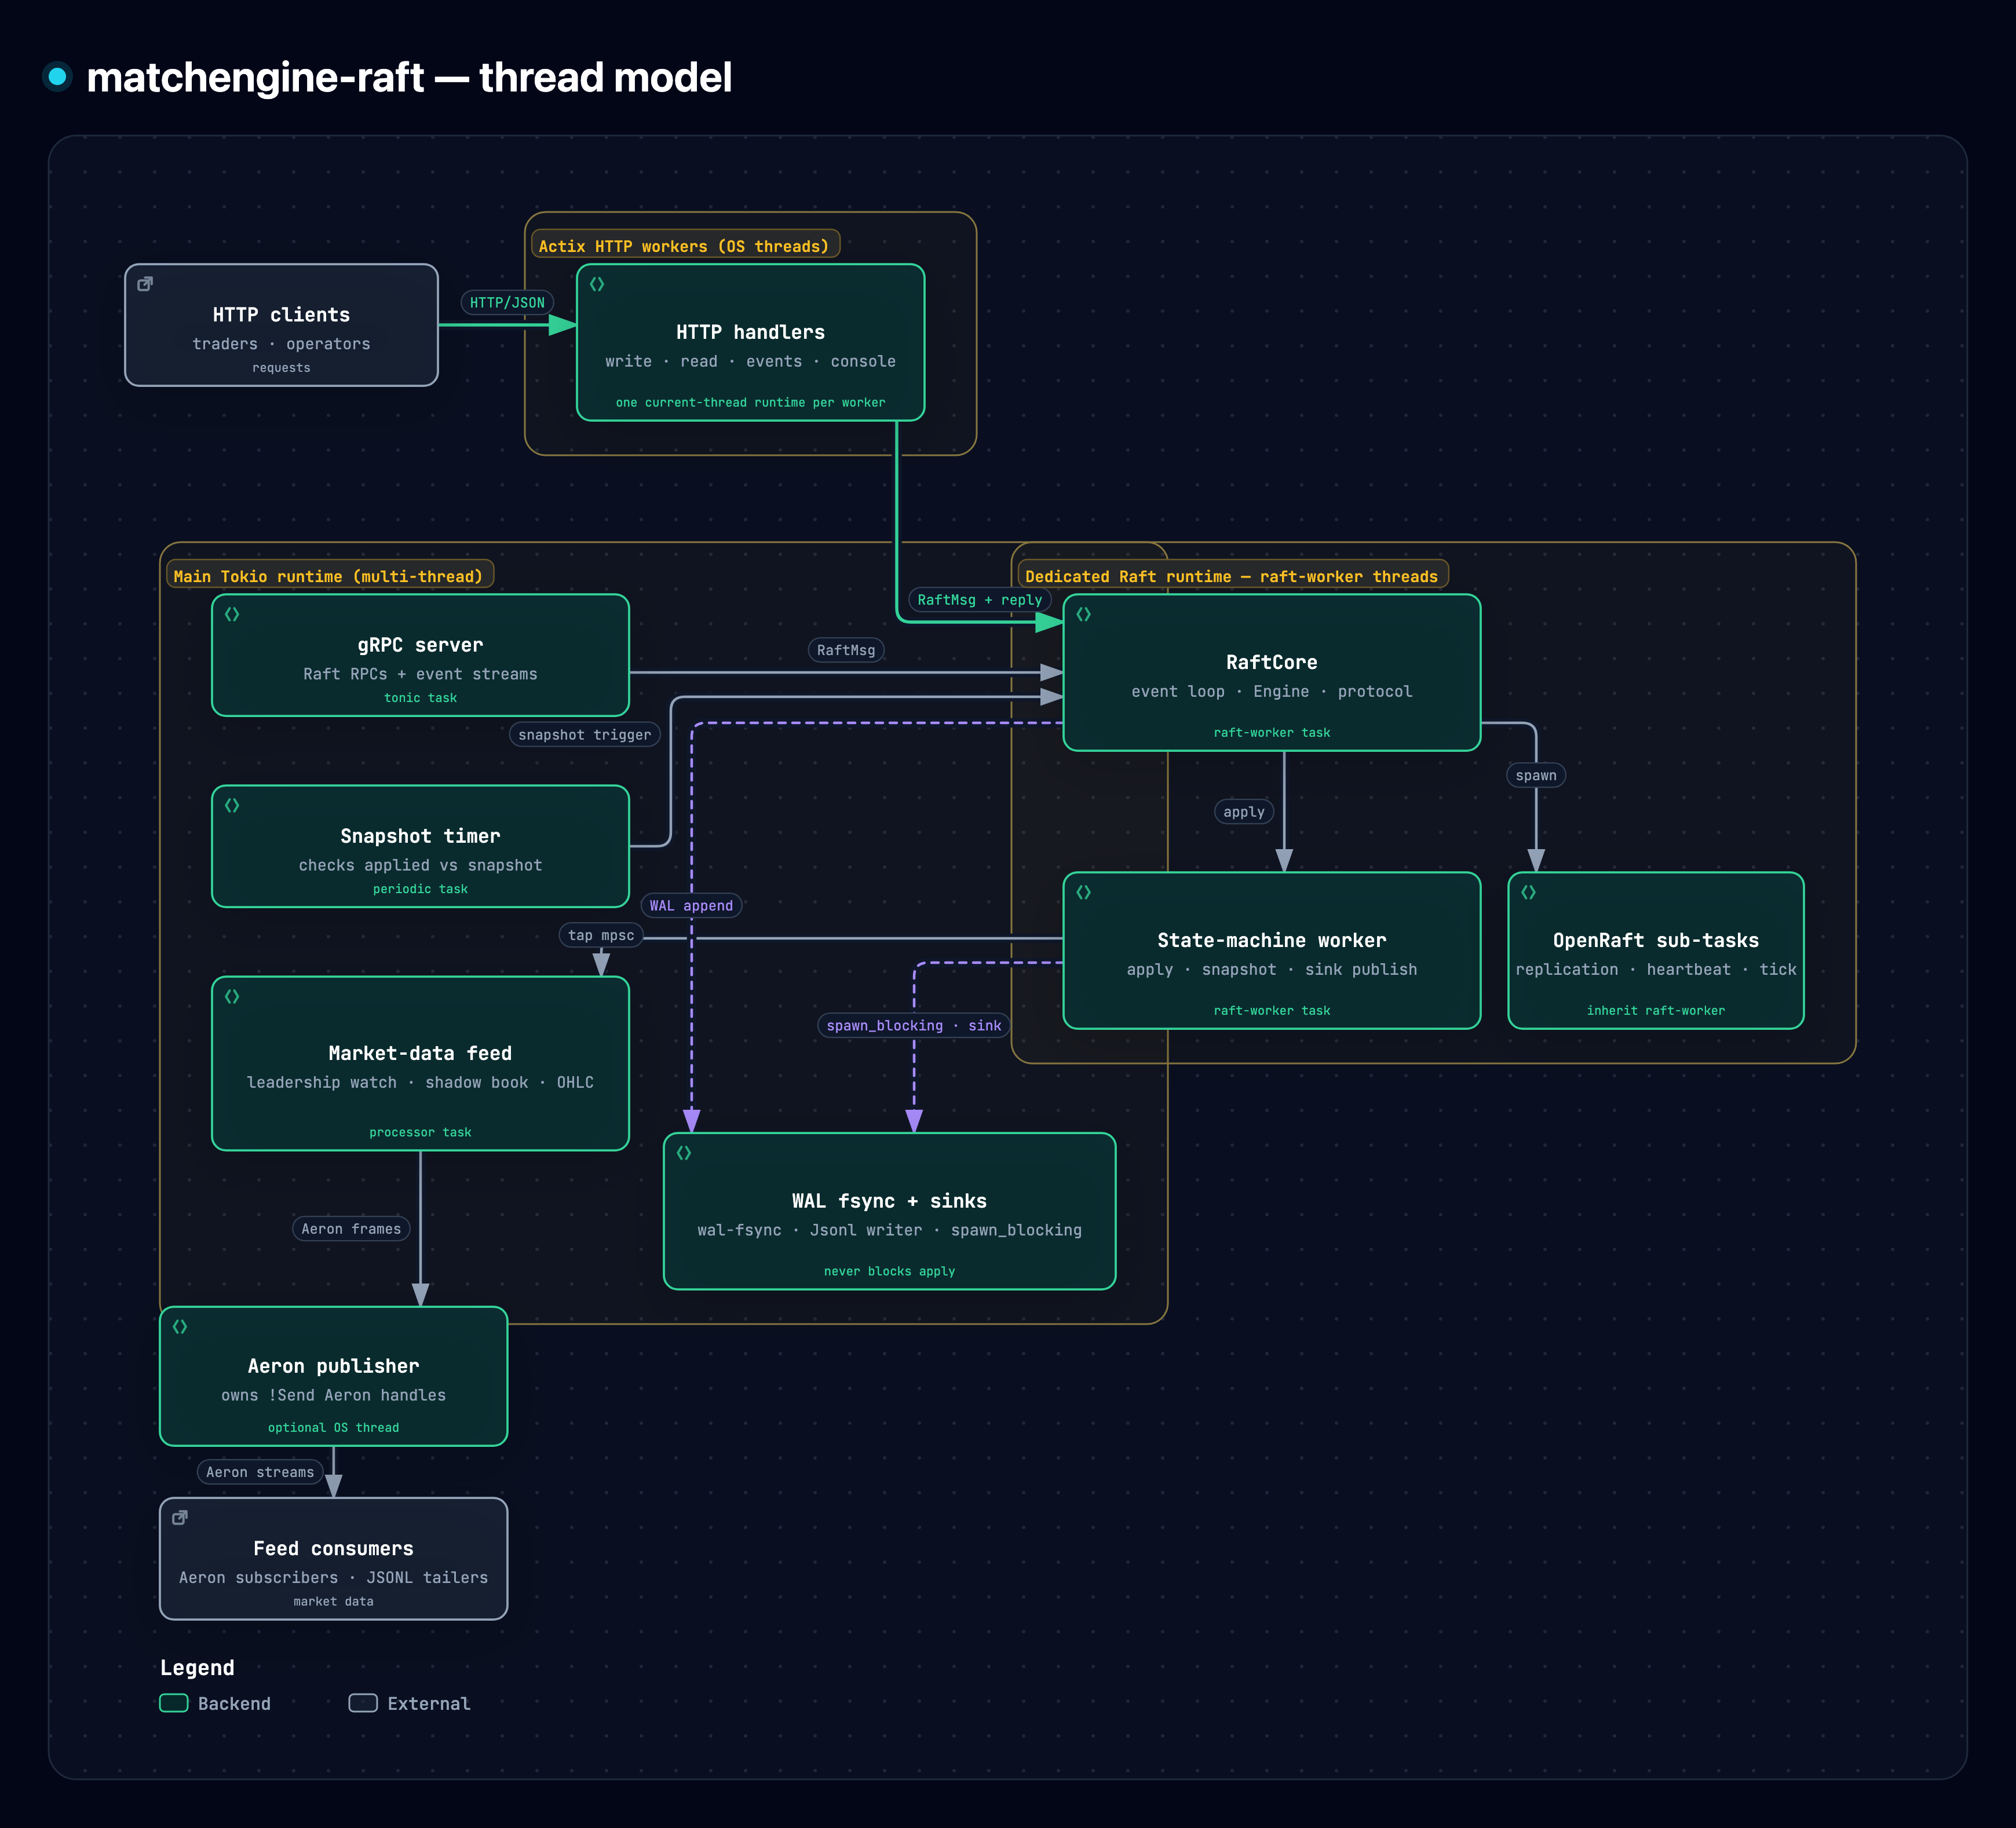 matchengine-raft — thread model
Actix HTTP workers (OS threads)
HTTP clients
traders · operators
requests
HTTP/JSON
HTTP handlers
write · read · events · console
one current-thread runtime per worker
Main Tokio runtime (multi-thread)
Dedicated Raft runtime — raft-worker threads
RaftMsg + reply
gRPC server
Raft RPCs + event streams
tonic task
RaftMsg
RaftCore
event loop · Engine · protocol
raft-worker task
snapshot trigger
spawn
apply
Snapshot timer
checks applied vs snapshot
periodic task
WAL append
tap mpsc
State-machine worker
apply · snapshot · sink publish
raft-worker task
OpenRaft sub-tasks
replication · heartbeat · tick
inherit raft-worker
spawn_blocking · sink
Market-data feed
leadership watch · shadow book · OHLC
processor task
Aeron frames
WAL fsync + sinks
wal-fsync · Jsonl writer · spawn_blocking
never blocks apply
Aeron publisher
owns !Send Aeron handles
optional OS thread
Aeron streams
Feed consumers
Aeron subscribers · JSONL tailers
market data
Legend
Backend
External